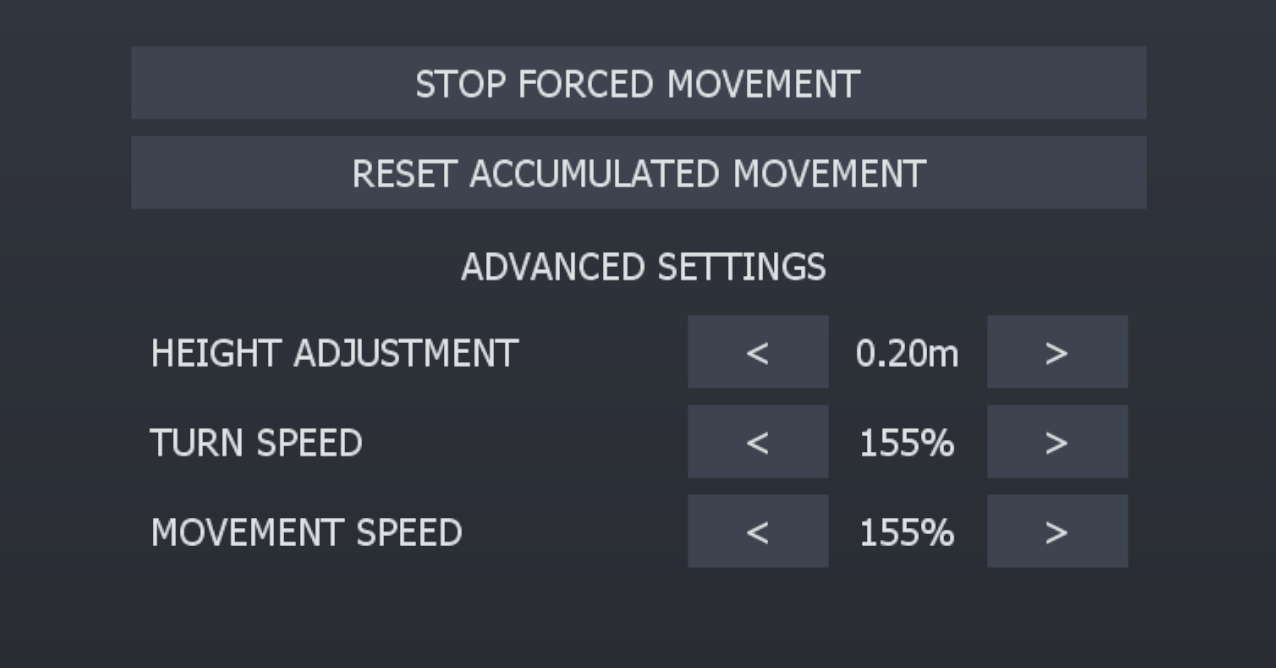 STOP FORCED MOVEMENT
RESET ACCUMULATED MOVEMENT
ADVANCED SETTINGS
HEIGHT ADJUSTMENT < 0.20m >
TURN SPEED < 155% >
MOVEMENT SPEED < 155% >